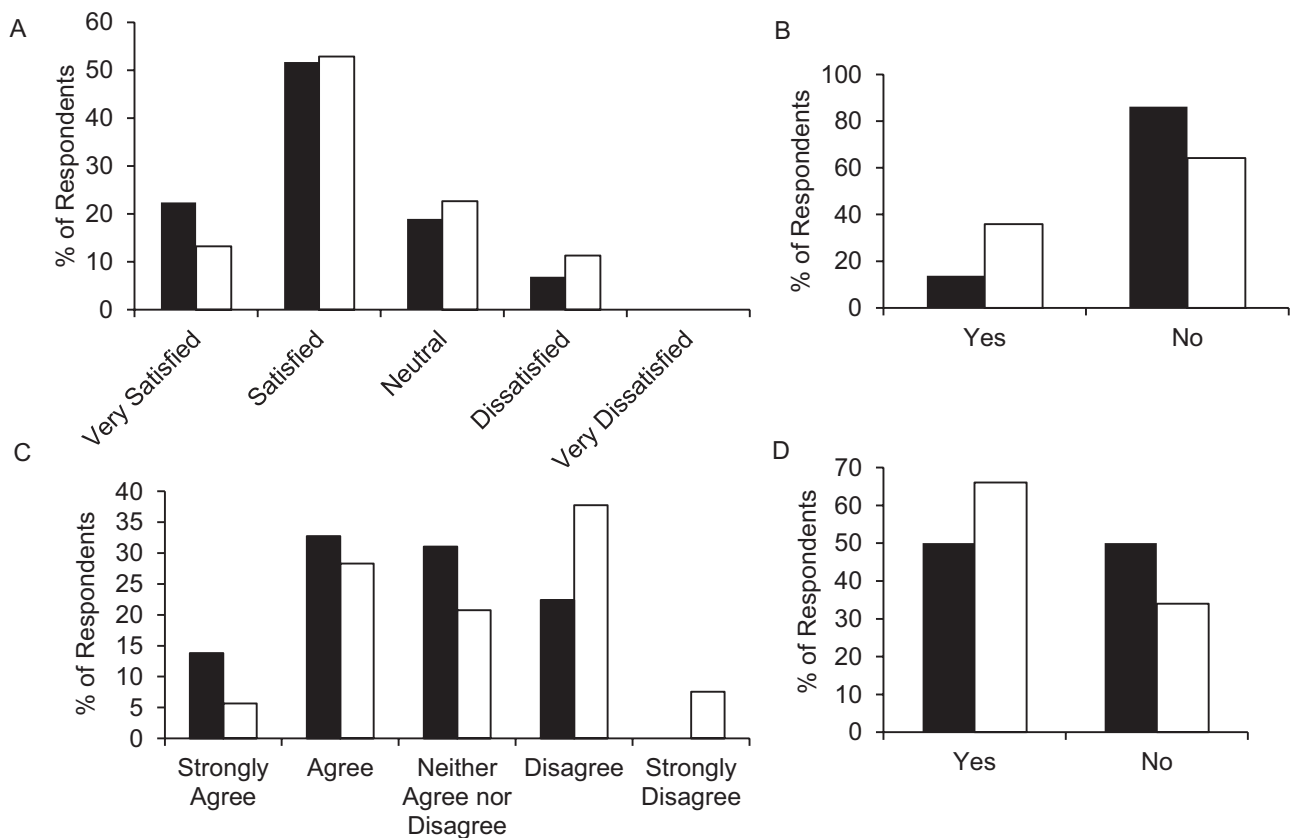 A
% of Respondents
60
50
40
30
20
10
0
Very Satisfied
Satisfied
Neutral
Dissatisfied
Very Dissatisfied
B
% of Respondents
100
80
60
40
20
0
Yes
No
C
% of Respondents
40
35
30
25
20
15
10
5
0
Strongly
Agree
Agree
Neither
Agree nor
Disagree
Disagree
Strongly
Disagree
D
% of Respondents
70
60
50
40
30
20
10
0
Yes
No